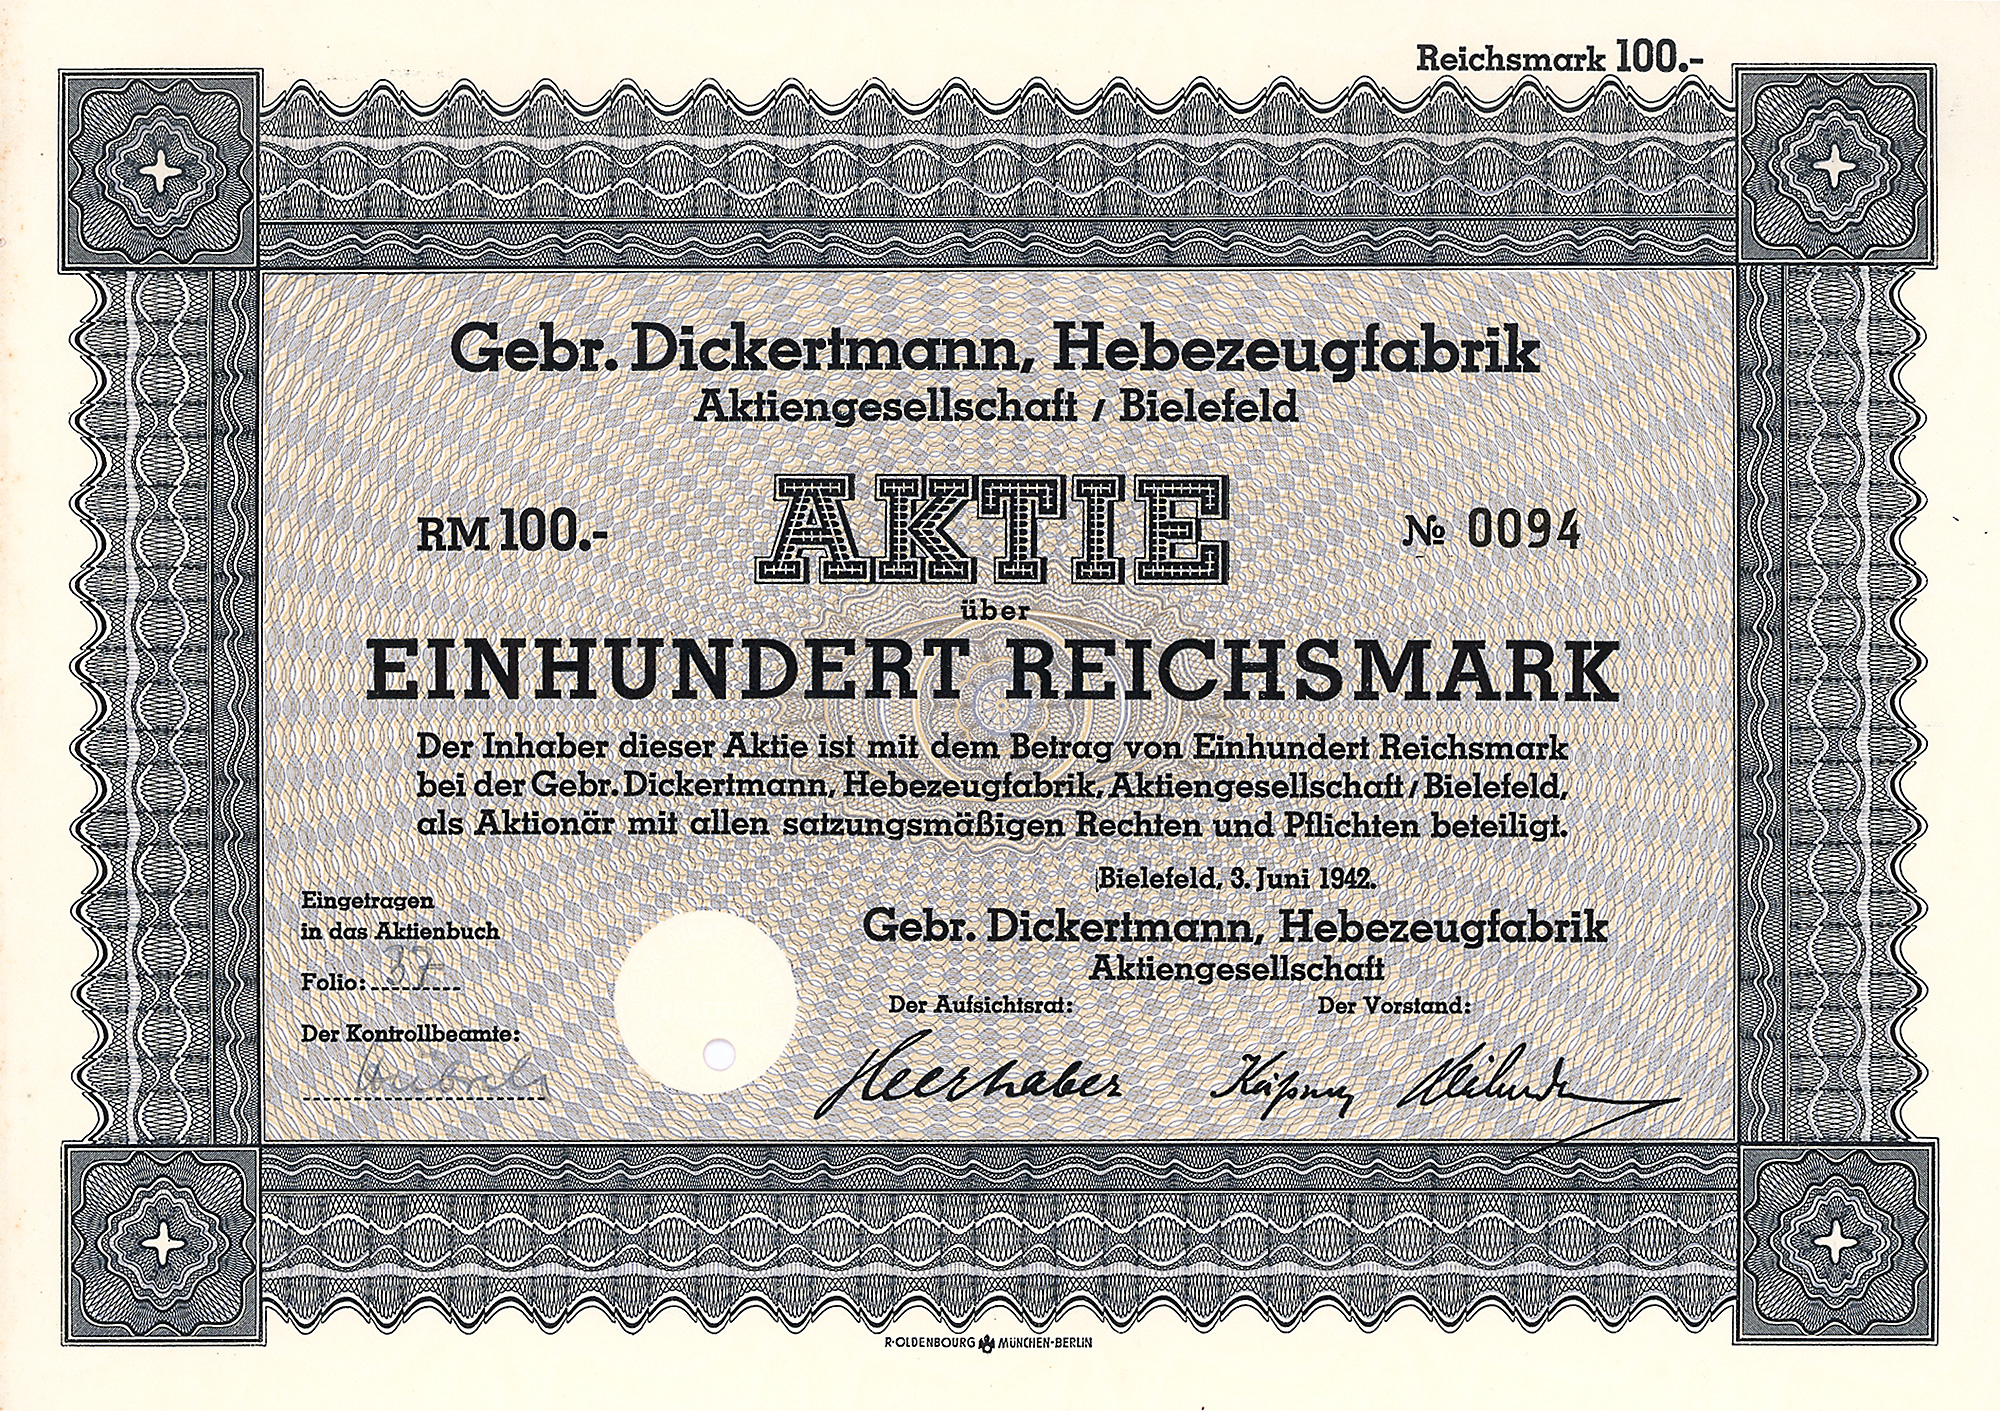 Reichsmark 100.-
Gebr. Dickertmann, Hebezeugfabrik
Aktiengesellschaft / Bielefeld
AKTIE
RM 100.- № 0094
über
EINHUNDERT REICHSMARK
Der Inhaber dieser Aktie ist mit dem Betrag von Einhundert Reichsmark
bei der Gebr. Dickertmann, Hebezeugfabrik, Aktiengesellschaft / Bielefeld,
als Aktionär mit allen satzungsmäßigen Rechten und Pflichten beteiligt.
Bielefeld, 3. Juni 1942.
Gebr. Dickertmann, Hebezeugfabrik
Aktiengesellschaft
Der Aufsichtsrat: Der Vorstand:
Heerhaber
Eingetragen
in das Aktienbuch
Folio: 37
Der Kontrollbeamte:
R·OLDENBOURG MÜNCHEN-BERLIN